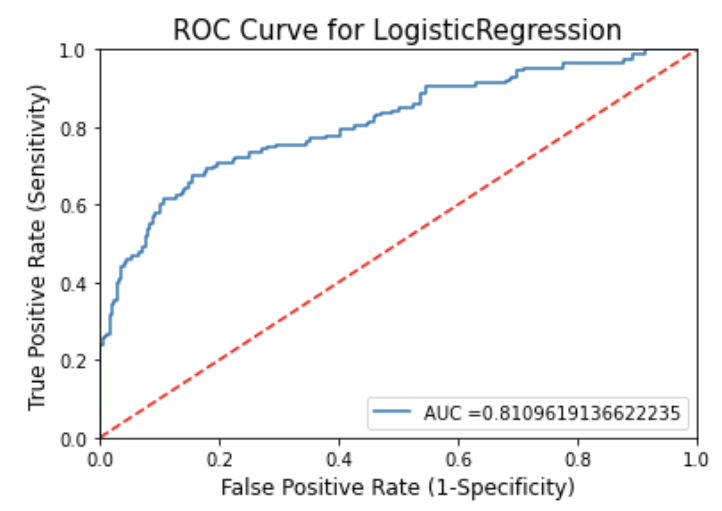 ROC Curve for LogisticRegression
True Positive Rate (Sensitivity)
1.0
0.8
0.6
0.4
0.2
0.0
AUC =0.8109619136622235
0.0 0.2 0.4 0.6 0.8 1.0
False Positive Rate (1-Specificity)